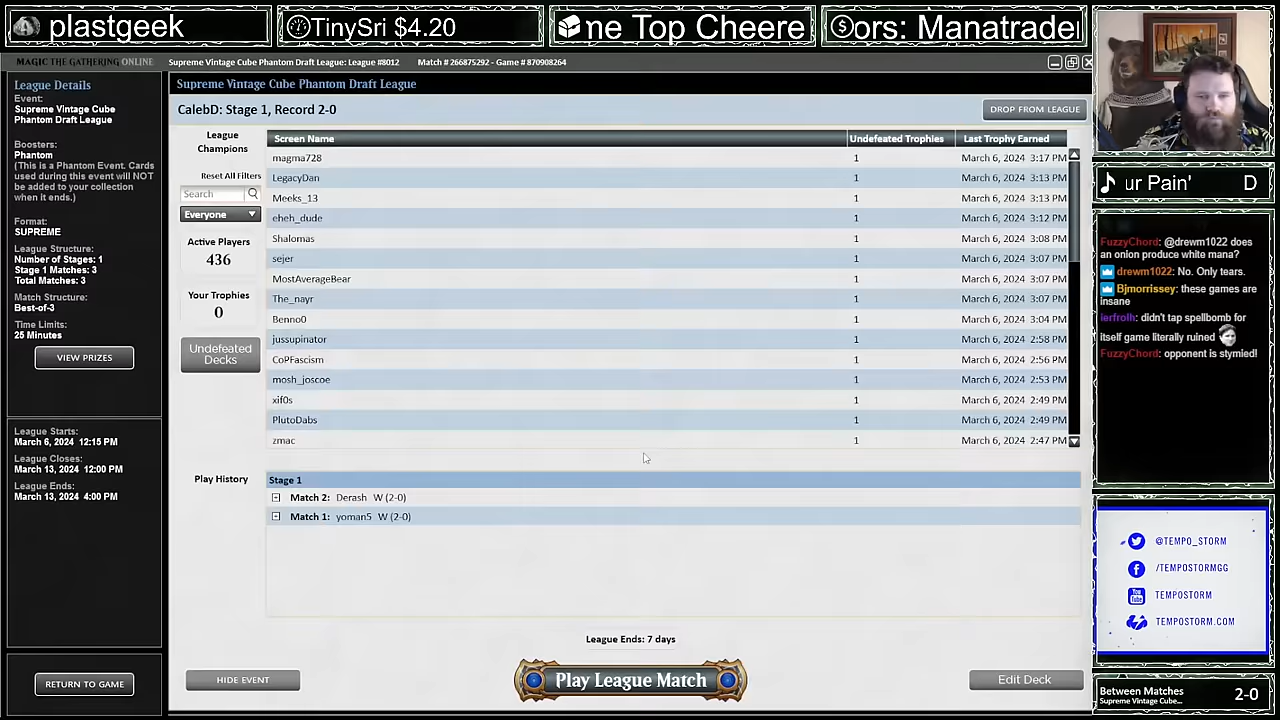 plastgeek
TinySri $4.20
ne Top Cheere
ors: Manatrader
MAGIC THE GATHERING ONLINE
Supreme Vintage Cube Phantom Draft League: League #8012
Match # 266875292 - Game # 870908264
League Details
Event:
Supreme Vintage Cube
Phantom Draft League
Boosters:
Phantom
(This is a Phantom Event. Cards
used during this event will NOT
be added to your collection
when it ends.)
Format:
SUPREME
League Structure:
Number of Stages: 1
Stage 1 Matches: 3
Total Matches: 3
Match Structure:
Best-of-3
Time Limits:
25 Minutes
VIEW PRIZES
League Starts:
March 6, 2024 12:15 PM
League Closes:
March 13, 2024 12:00 PM
League Ends:
March 13, 2024 4:00 PM
RETURN TO GAME
Supreme Vintage Cube Phantom Draft League
CalebD: Stage 1, Record 2-0
DROP FROM LEAGUE
League
Champions
Reset All Filters
Search
Everyone
Active Players
436
Your Trophies
0
Undefeated
Decks
Screen Name Undefeated Trophies Last Trophy Earned
magma728 1 March 6, 2024 3:17 PM
LegacyDan 1 March 6, 2024 3:13 PM
Meeks_13 1 March 6, 2024 3:13 PM
eheh_dude 1 March 6, 2024 3:12 PM
Shalomas 1 March 6, 2024 3:08 PM
sejer 1 March 6, 2024 3:07 PM
MostAverageBear 1 March 6, 2024 3:07 PM
The_nayr 1 March 6, 2024 3:07 PM
Benno0 1 March 6, 2024 3:04 PM
jussupinator 1 March 6, 2024 2:58 PM
CoPFascism 1 March 6, 2024 2:56 PM
mosh_joscoe 1 March 6, 2024 2:53 PM
xif0s 1 March 6, 2024 2:49 PM
PlutoDabs 1 March 6, 2024 2:49 PM
zmac 1 March 6, 2024 2:47 PM
Play History
Stage 1
Match 2: Derash W (2-0)
Match 1: yoman5 W (2-0)
League Ends: 7 days
HIDE EVENT
Play League Match
Edit Deck
ur Pain' D
FuzzyChord: @drewm1022 does
an onion produce white mana?
drewm1022: No. Only tears.
Bjmorrissey: these games are
insane
lerfrolh: didn't tap spellbomb for
itself game literally ruined
FuzzyChord: opponent is stymied!
@TEMPO_STORM
/TEMPOSTORMGG
TEMPOSTORM
TEMPOSTORM.COM
Between Matches
Supreme Vintage Cube...
2-0